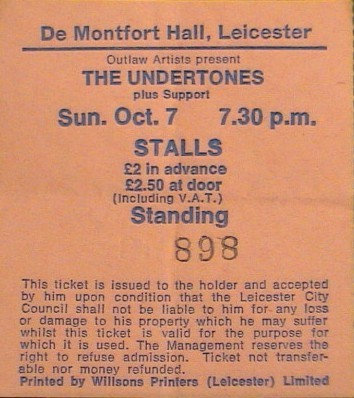 De Montfort Hall, Leicester
Outlaw Artists present
THE UNDERTONES
plus Support
Sun. Oct. 7 7.30 p.m.
STALLS
£2 in advance
£2.50 at door
(including V.A.T.)
Standing
898
This ticket is issued to the holder and accepted
by him upon condition that the Leicester City
Council shall not be liable to him for any loss
or damage to his property which he may suffer
whilst this ticket is valid for the purpose for
which it is used. The Management reserves the
right to refuse admission. Ticket not transfer-
able nor money refunded.
Printed by Willsons Printers (Leicester) Limited